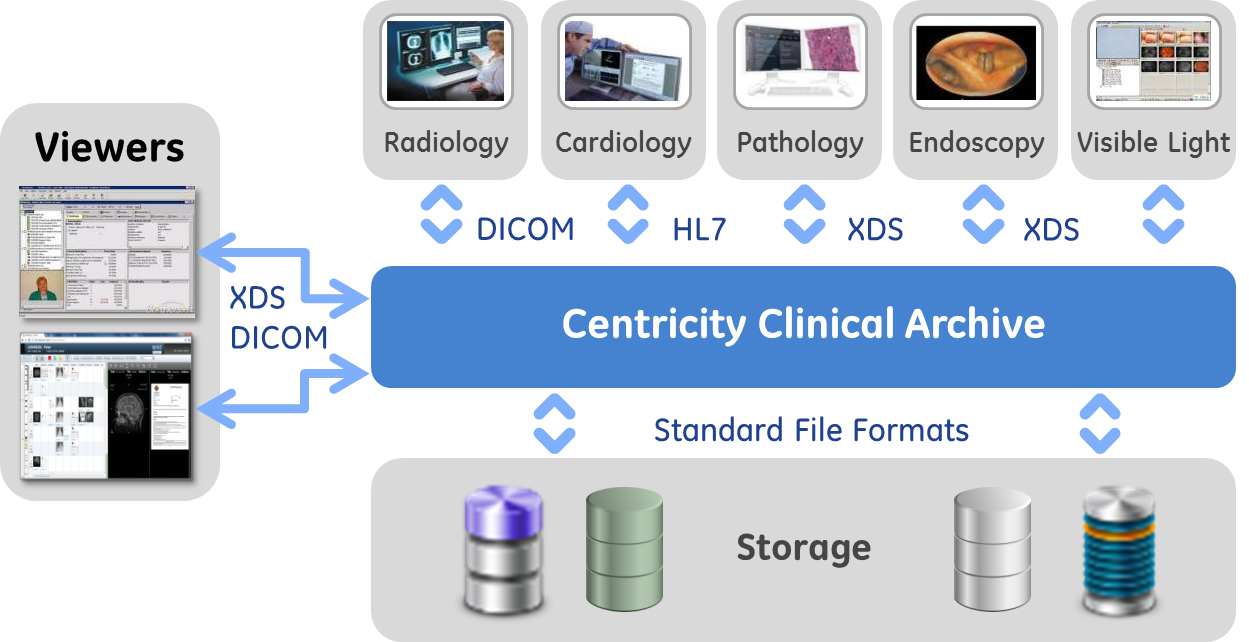 Radiology
Cardiology
Pathology
Endoscopy
Visible Light
Viewers
DICOM
HL7
XDS
XDS
XDS
DICOM
Centricity Clinical Archive
Standard File Formats
Storage